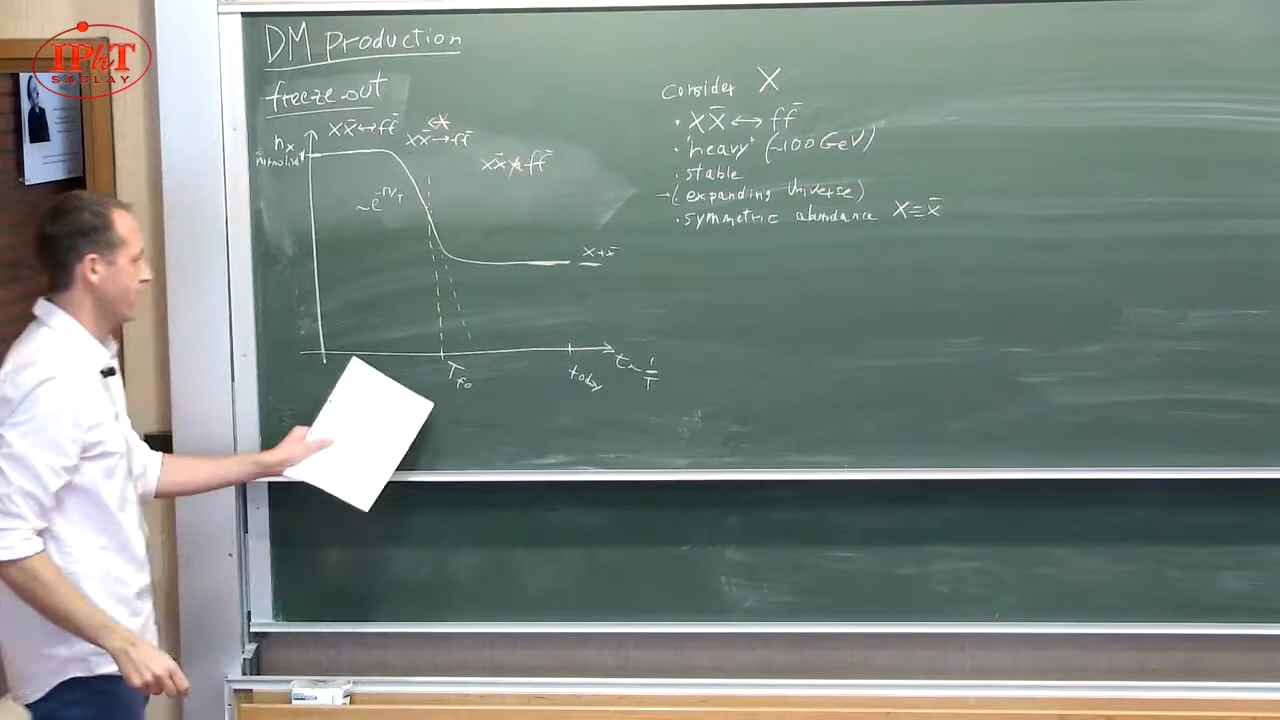 IPhT
SACLAY
DM production
freeze out
n_X
XX̄ ↔ ff̄
XX̄ → ff̄
XX̄ ff̄
~e^{-m/T}
X+X̄
T_fo
today
t ~ 1/T
Consider X
• XX̄ ↔ ff̄
• "heavy" (~100 GeV)
• stable
→ (• expanding Universe)
• symmetric abundance X ≡ X̄